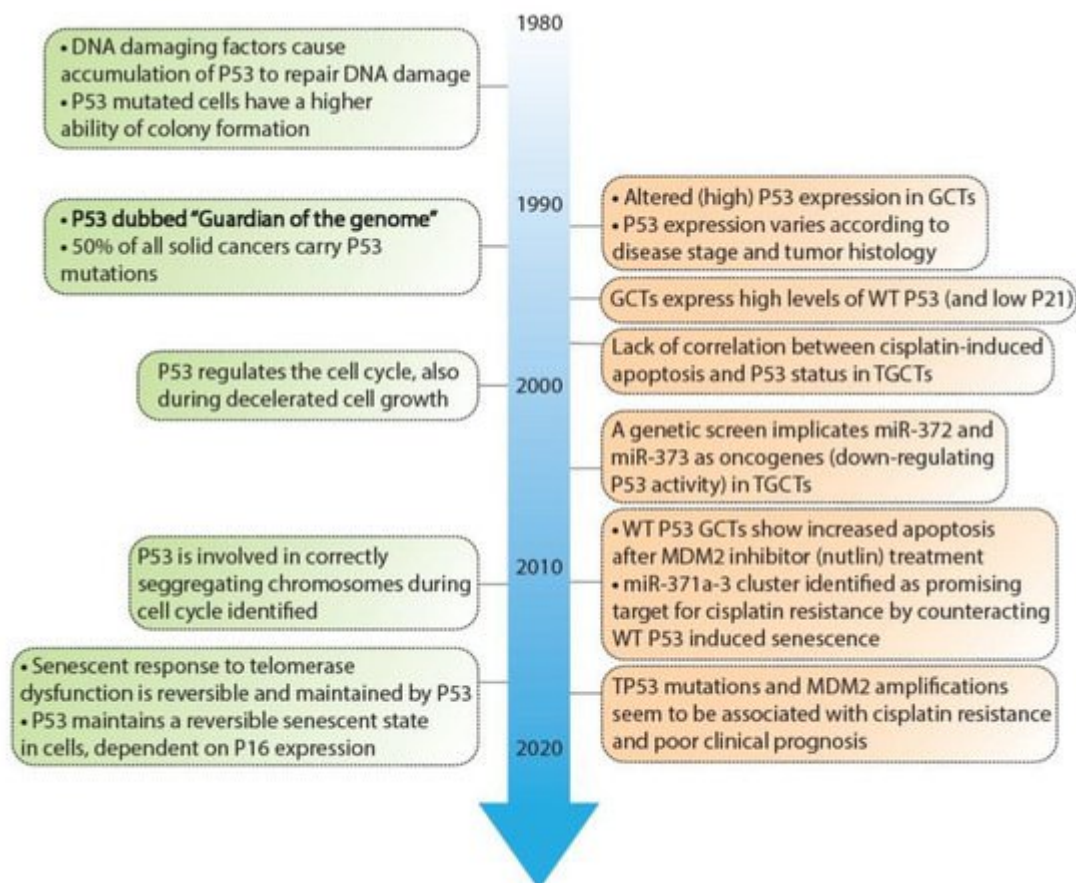 1980
• DNA damaging factors cause
accumulation of P53 to repair DNA damage
• P53 mutated cells have a higher
ability of colony formation
1990
• P53 dubbed “Guardian of the genome”
• 50% of all solid cancers carry P53
mutations
• Altered (high) P53 expression in GCTs
• P53 expression varies according to
disease stage and tumor histology
GCTs express high levels of WT P53 (and low P21)
Lack of correlation between cisplatin-induced
apoptosis and P53 status in TGCTs
P53 regulates the cell cycle, also
during decelerated cell growth
2000
A genetic screen implicates miR-372 and
miR-373 as oncogenes (down-regulating
P53 activity) in TGCTs
P53 is involved in correctly
seggregating chromosomes during
cell cycle identified
2010
• WT P53 GCTs show increased apoptosis
after MDM2 inhibitor (nutlin) treatment
• miR-371a-3 cluster identified as promising
target for cisplatin resistance by counteracting
WT P53 induced senescence
• Senescent response to telomerase
dysfunction is reversible and maintained by P53
• P53 maintains a reversible senescent state
in cells, dependent on P16 expression
TP53 mutations and MDM2 amplifications
seem to be associated with cisplatin resistance
and poor clinical prognosis
2020